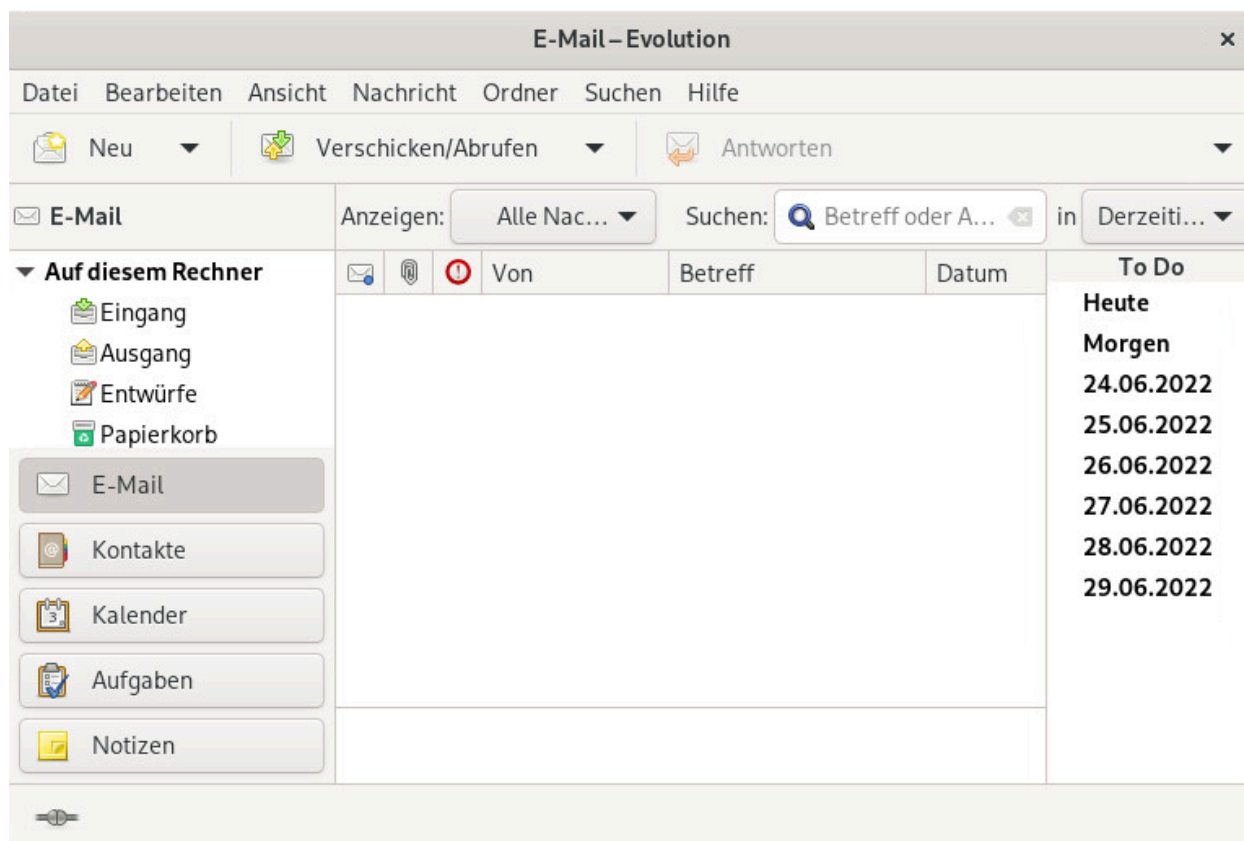 E-Mail – Evolution
Datei Bearbeiten Ansicht Nachricht Ordner Suchen Hilfe
Neu Verschicken/Abrufen Antworten
E-Mail Anzeigen: Alle Nac... Suchen: Betreff oder A... in Derzeiti...
Auf diesem Rechner
Eingang
Ausgang
Entwürfe
Papierkorb
E-Mail
Kontakte
3 Kalender
Aufgaben
Notizen
Von Betreff Datum
To Do
Heute
Morgen
24.06.2022
25.06.2022
26.06.2022
27.06.2022
28.06.2022
29.06.2022